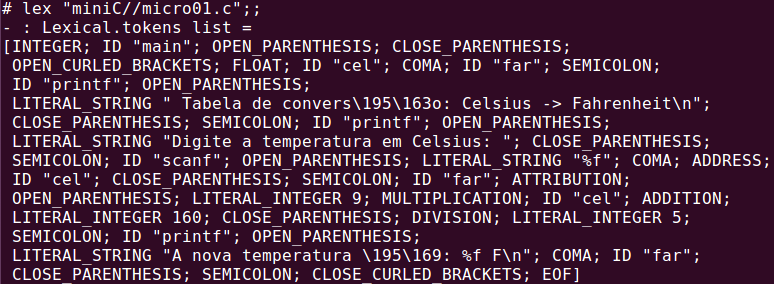 # lex "miniC//micro01.c";;
- : Lexical.tokens list =
[INTEGER; ID "main"; OPEN_PARENTHESIS; CLOSE_PARENTHESIS;
OPEN_CURLED_BRACKETS; FLOAT; ID "cel"; COMA; ID "far"; SEMICOLON;
ID "printf"; OPEN_PARENTHESIS;
LITERAL_STRING " Tabela de convers\195\163o: Celsius -> Fahrenheit\n";
CLOSE_PARENTHESIS; SEMICOLON; ID "printf"; OPEN_PARENTHESIS;
LITERAL_STRING "Digite a temperatura em Celsius: "; CLOSE_PARENTHESIS;
SEMICOLON; ID "scanf"; OPEN_PARENTHESIS; LITERAL_STRING "%f"; COMA; ADDRESS;
ID "cel"; CLOSE_PARENTHESIS; SEMICOLON; ID "far"; ATTRIBUTION;
OPEN_PARENTHESIS; LITERAL_INTEGER 9; MULTIPLICATION; ID "cel"; ADDITION;
LITERAL_INTEGER 160; CLOSE_PARENTHESIS; DIVISION; LITERAL_INTEGER 5;
SEMICOLON; ID "printf"; OPEN_PARENTHESIS;
LITERAL_STRING "A nova temperatura \195\169: %f F\n"; COMA; ID "far";
CLOSE_PARENTHESIS; SEMICOLON; CLOSE_CURLED_BRACKETS; EOF]